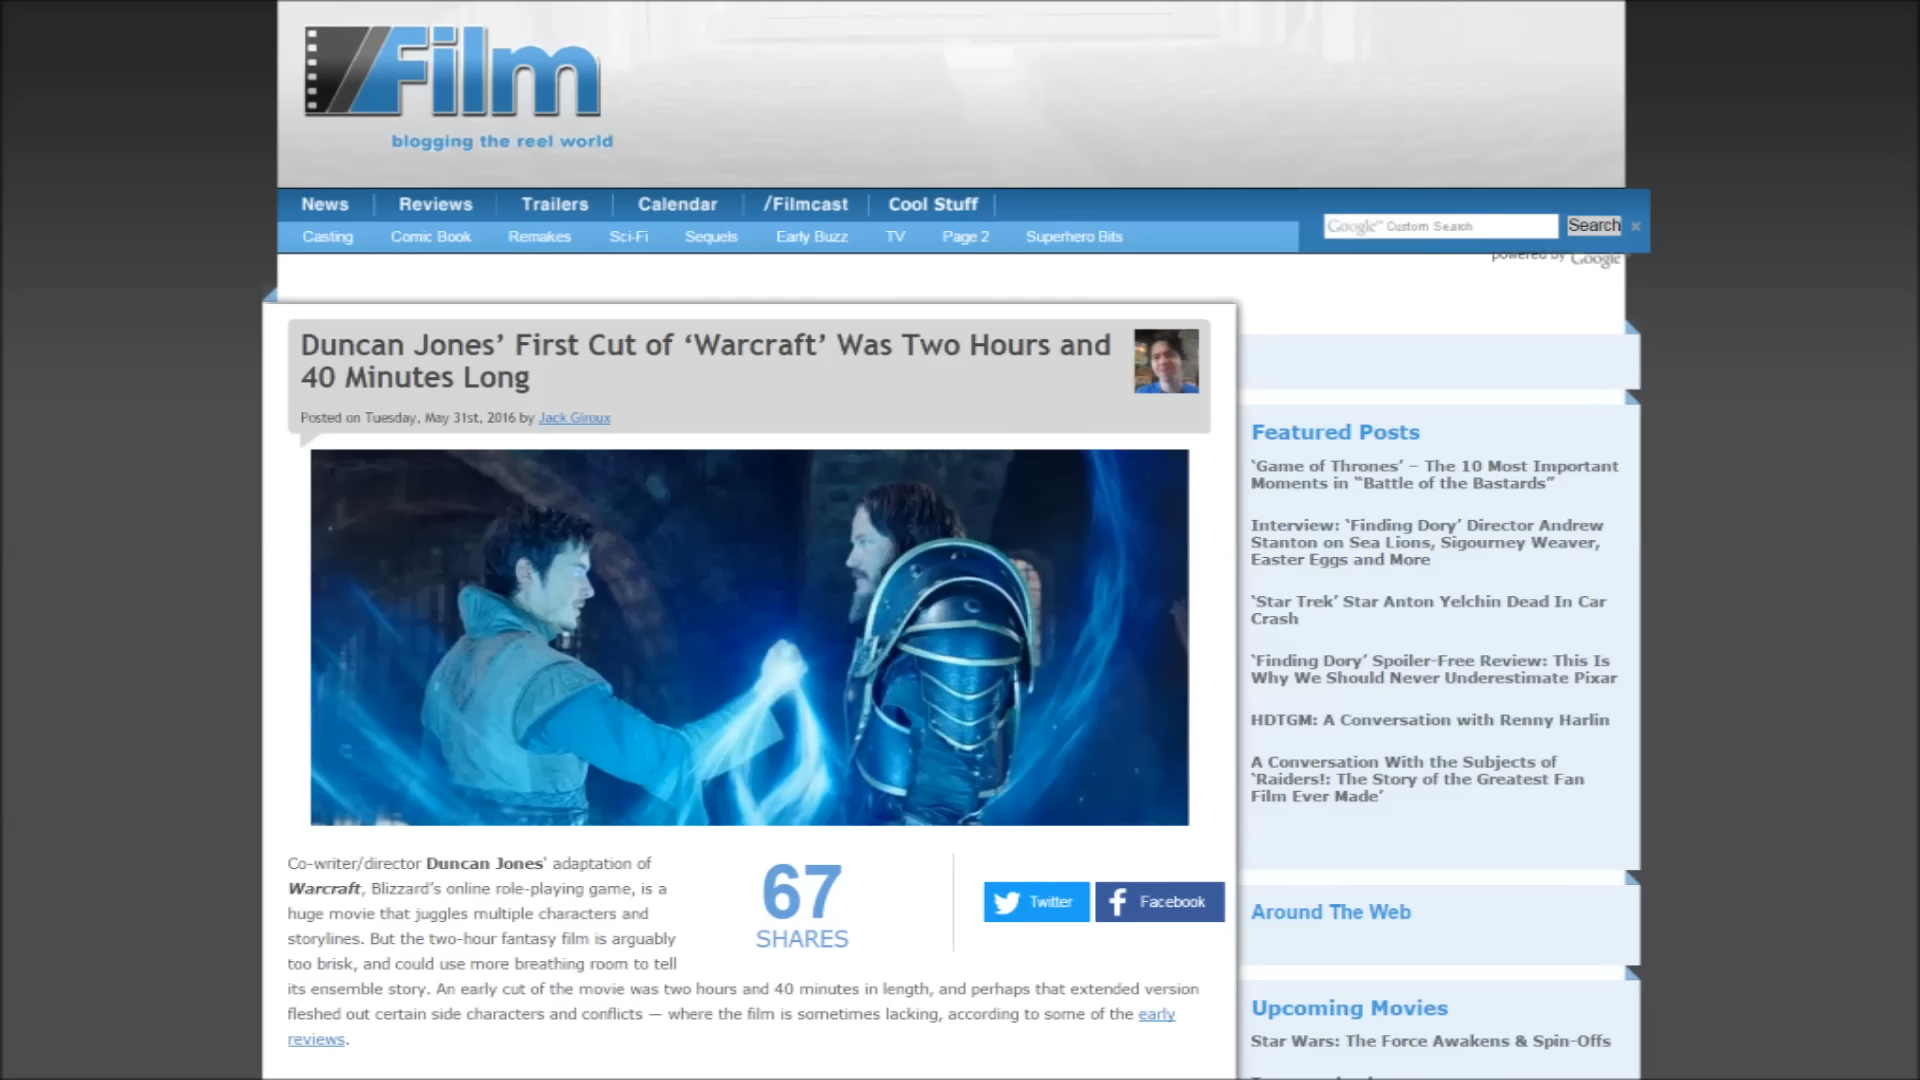 /Film
blogging the reel world
News Reviews Trailers Calendar /Filmcast Cool Stuff
Casting Comic Book Remakes Sci-Fi Sequels Early Buzz TV Page 2 Superhero Bits
Google™ Custom Search Search ×
powered by Google
Duncan Jones’ First Cut of ‘Warcraft’ Was Two Hours and
40 Minutes Long
Posted on Tuesday, May 31st, 2016 by Jack Giroux
Co-writer/director Duncan Jones' adaptation of
Warcraft, Blizzard’s online role-playing game, is a
huge movie that juggles multiple characters and
storylines. But the two-hour fantasy film is arguably
too brisk, and could use more breathing room to tell
its ensemble story. An early cut of the movie was two hours and 40 minutes in length, and perhaps that extended version
fleshed out certain side characters and conflicts — where the film is sometimes lacking, according to some of the early
reviews.
67
SHARES
Twitter Facebook
Featured Posts
‘Game of Thrones’ – The 10 Most Important
Moments in “Battle of the Bastards”
Interview: ‘Finding Dory’ Director Andrew
Stanton on Sea Lions, Sigourney Weaver,
Easter Eggs and More
‘Star Trek’ Star Anton Yelchin Dead In Car
Crash
‘Finding Dory’ Spoiler-Free Review: This Is
Why We Should Never Underestimate Pixar
HDTGM: A Conversation with Renny Harlin
A Conversation With the Subjects of
‘Raiders!: The Story of the Greatest Fan
Film Ever Made’
Around The Web
Upcoming Movies
Star Wars: The Force Awakens & Spin-Offs